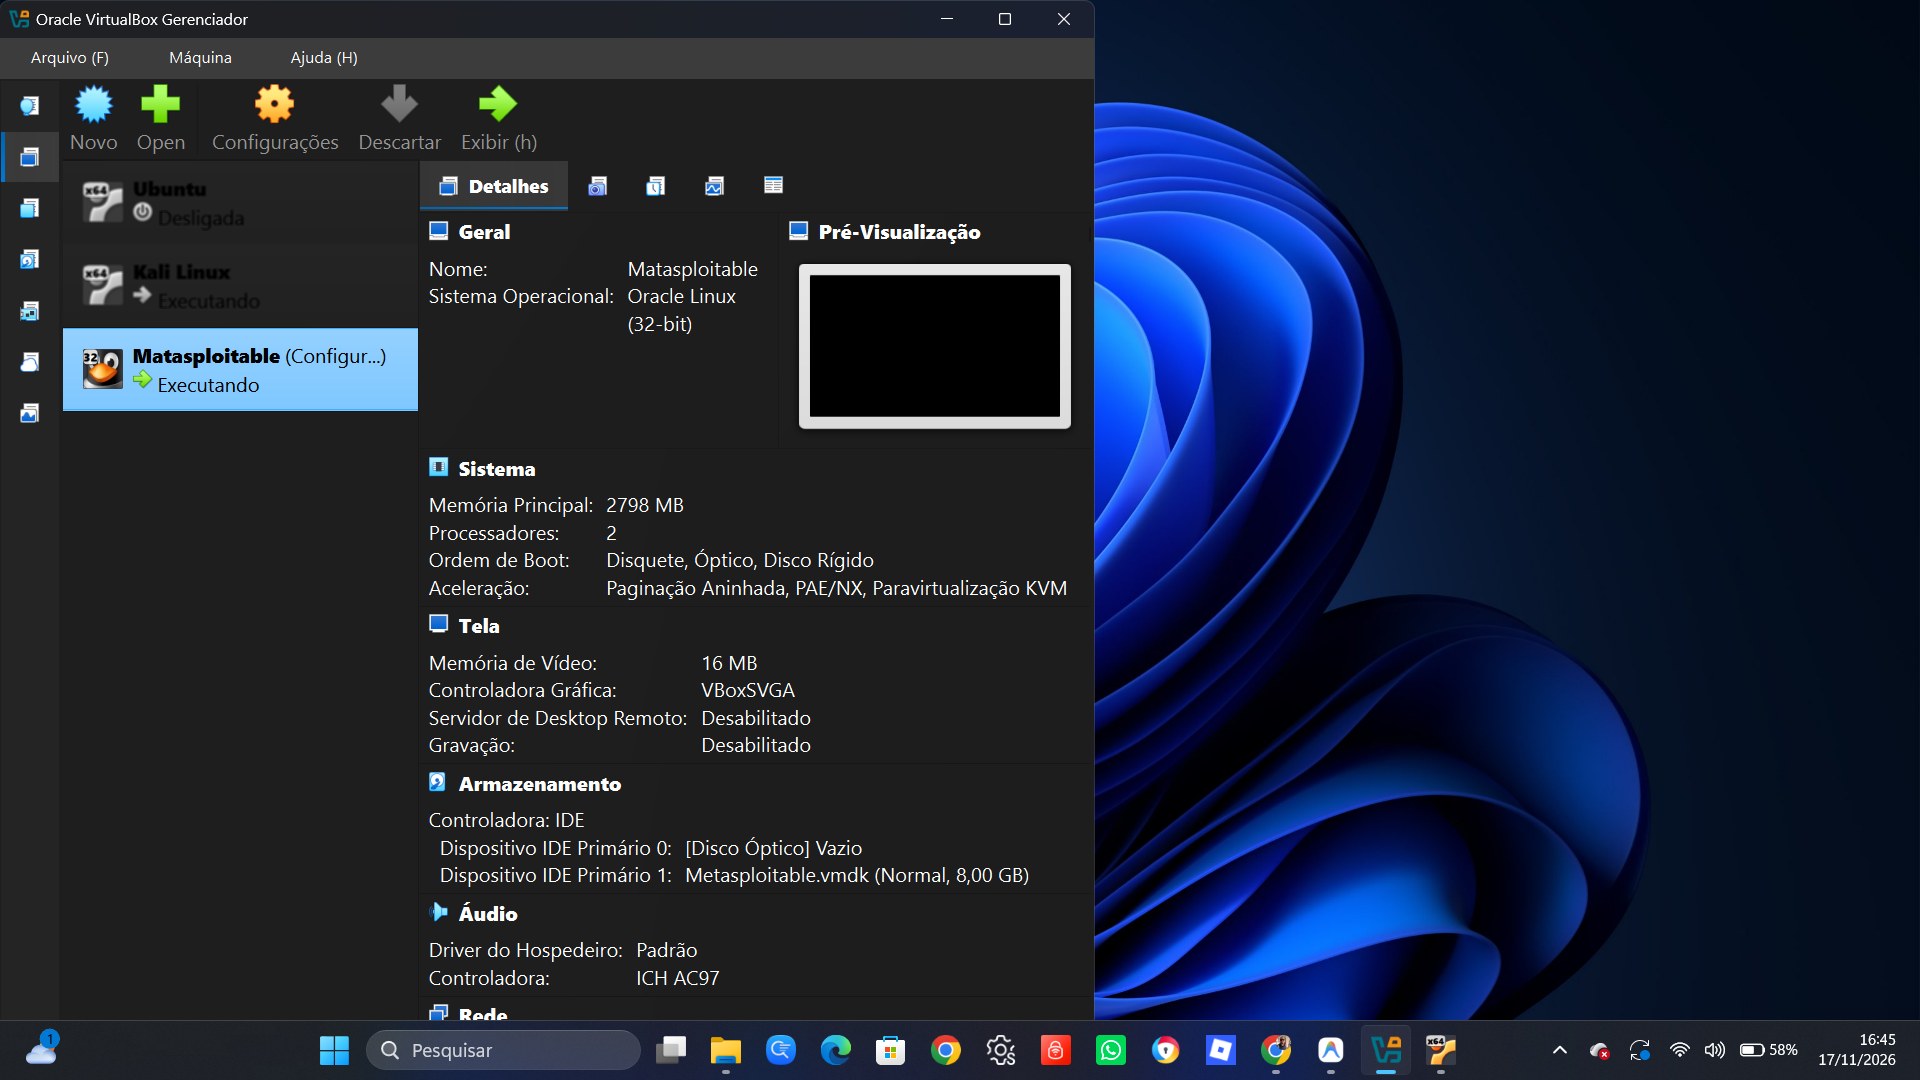 Oracle VirtualBox Gerenciador
Arquivo (F) Máquina Ajuda (H)
Novo Open Configurações Descartar Exibir (h)
x64 Ubuntu
Desligada
x64 Kali Linux
Executando
32 Matasploitable (Configur...)
Executando
Detalhes
Geral
Nome: Matasploitable
Sistema Operacional: Oracle Linux
(32-bit)
Pré-Visualização
Sistema
Memória Principal: 2798 MB
Processadores: 2
Ordem de Boot: Disquete, Óptico, Disco Rígido
Aceleração: Paginação Aninhada, PAE/NX, Paravirtualização KVM
Tela
Memória de Vídeo: 16 MB
Controladora Gráfica: VBoxSVGA
Servidor de Desktop Remoto: Desabilitado
Gravação: Desabilitado
Armazenamento
Controladora: IDE
Dispositivo IDE Primário 0: [Disco Óptico] Vazio
Dispositivo IDE Primário 1: Metasploitable.vmdk (Normal, 8,00 GB)
Áudio
Driver do Hospedeiro: Padrão
Controladora: ICH AC97
Rede
1
Pesquisar
x64
58%
16:45
17/11/2026